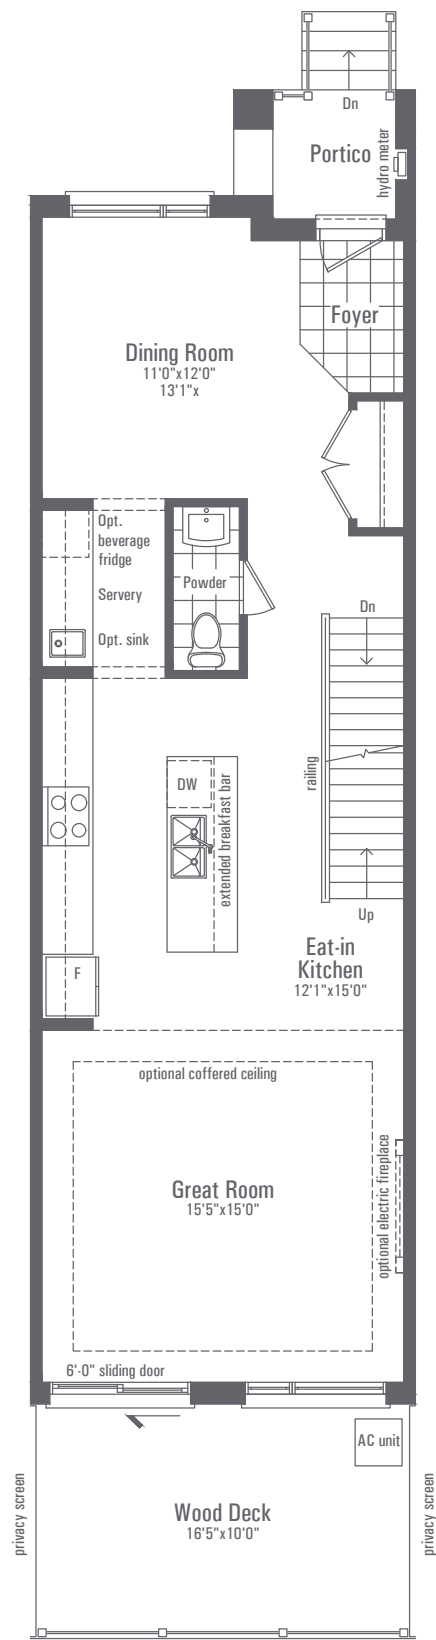 Dn
Portico
hydro meter
Foyer
Dining Room
11'0"x12'0"
13'1"x
Opt.
beverage
fridge
Servery
Opt. sink
Powder
Dn
railing
Up
DW
extended breakfast bar
F
Eat-in
Kitchen
12'1"x15'0"
optional coffered ceiling
Great Room
15'5"x15'0"
optional electric fireplace
6'-0" sliding door
AC unit
Wood Deck
16'5"x10'0"
privacy screen
privacy screen